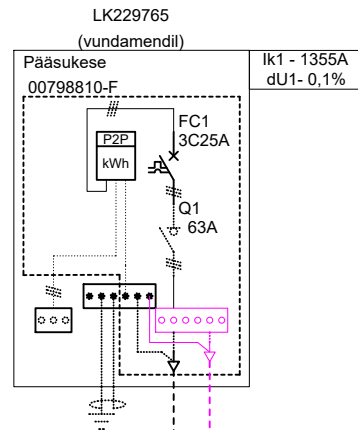 LK229765
(vundamendil)
Pääsukese
00798810-F
Ik1 - 1355A
dU1- 0,1%
FC1
3C25A
P2P
kWh
Q1
63A